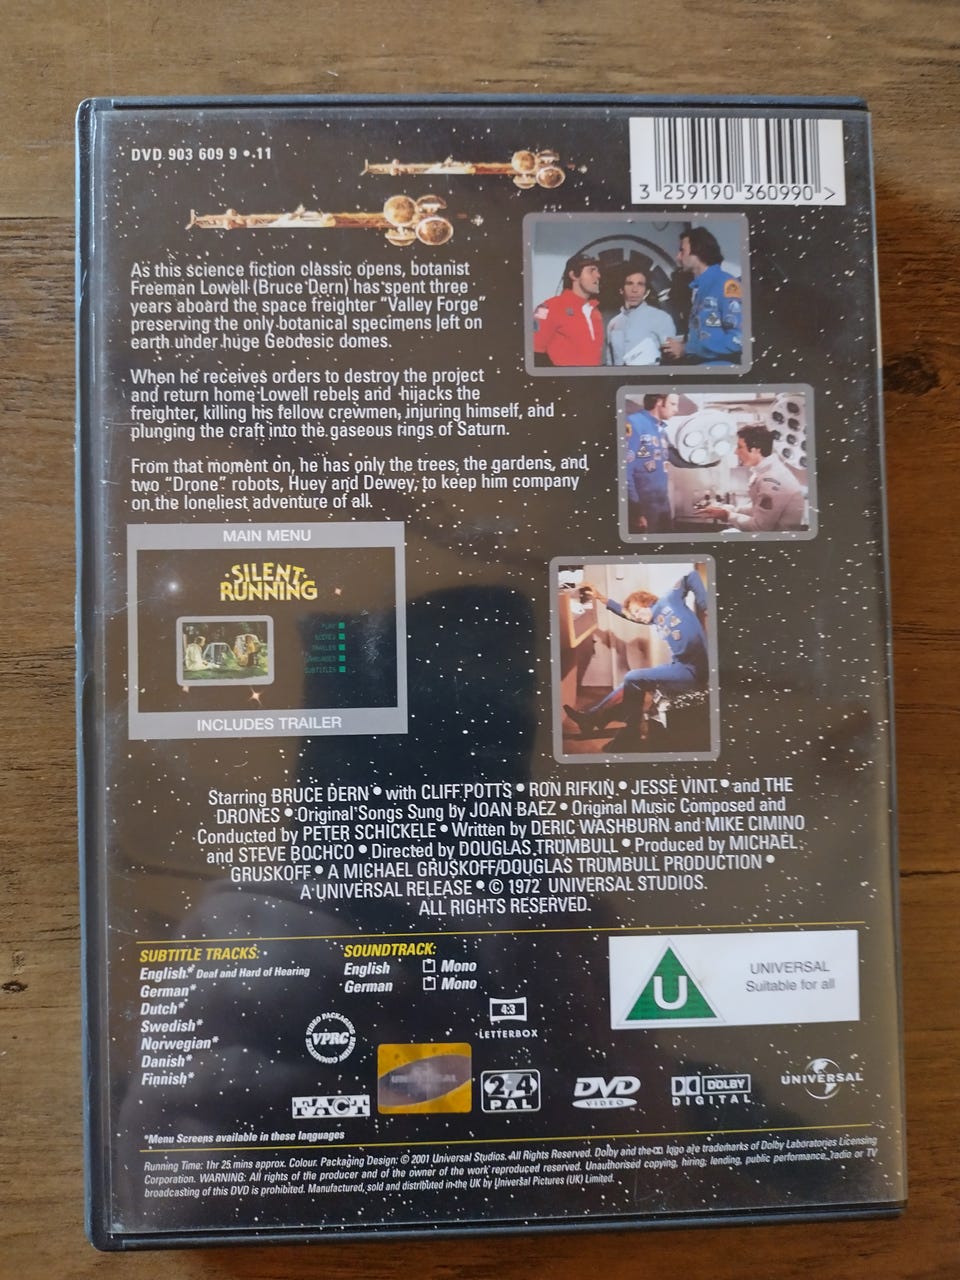 DVD 903 609 9 • .11
3 259190 360990 >
As this science fiction classic opens, botanist
Freeman Lowell (Bruce Dern) has spent three
years aboard the space freighter "Valley Forge"
preserving the only botanical specimens left on
earth under huge Geodesic domes.
When he receives orders to destroy the project
and return home Lowell rebels and hijacks the
freighter, killing his fellow crewmen, injuring himself, and
plunging the craft into the gaseous rings of Saturn.
From that moment on, he has only the trees, the gardens, and
two "Drone" robots, Huey and Dewey, to keep him company
on the loneliest adventure of all.
MAIN MENU
SILENT
RUNNING
PLAY
SCENES
TRAILER
LANGUAGES
SUBTITLES
INCLUDES TRAILER
Starring BRUCE DERN • with CLIFF POTTS • RON RIFKIN • JESSE VINT • and THE
DRONES • Original Songs Sung by JOAN BAEZ • Original Music Composed and
Conducted by PETER SCHICKELE • Written by DERIC WASHBURN and MIKE CIMINO
and STEVE BOCHCO • Directed by DOUGLAS TRUMBULL • Produced by MICHAEL
GRUSKOFF • A MICHAEL GRUSKOFF/DOUGLAS TRUMBULL PRODUCTION •
A UNIVERSAL RELEASE • © 1972 UNIVERSAL STUDIOS.
ALL RIGHTS RESERVED.
SUBTITLE TRACKS:
English* Deaf and Hard of Hearing
German*
Dutch*
Swedish*
Norwegian*
Danish*
Finnish*
SOUNDTRACK:
English Mono
German Mono
4:3
LETTERBOX
U
UNIVERSAL
Suitable for all
VIDEO PACKAGING REVIEW COMMITTEE
VPRC
FACT
UNIVERSAL
2 4
PAL
DVD
VIDEO
DOLBY
DIGITAL
UNIVERSAL
*Menu Screens available in these languages
Running Time: 1hr 25 mins approx. Colour. Packaging Design: © 2001 Universal Studios. All Rights Reserved. Dolby and the logo are trademarks of Dolby Laboratories Licensing
Corporation. WARNING: All rights of the producer and of the owner of the work reproduced reserved. Unauthorised copying, hiring, lending, public performance, radio or TV
broadcasting of this DVD is prohibited. Manufactured, sold and distributed in the UK by Universal Pictures (UK) Limited.